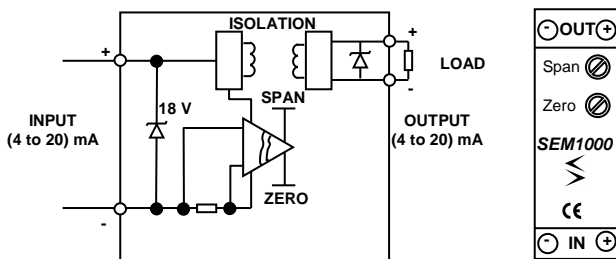 ISOLATION
+
+
LOAD
-
18 V
SPAN
INPUT
(4 to 20) mA
OUTPUT
(4 to 20) mA
ZERO
-
- OUT +
Span
Zero
SEM1000
CE
- IN +